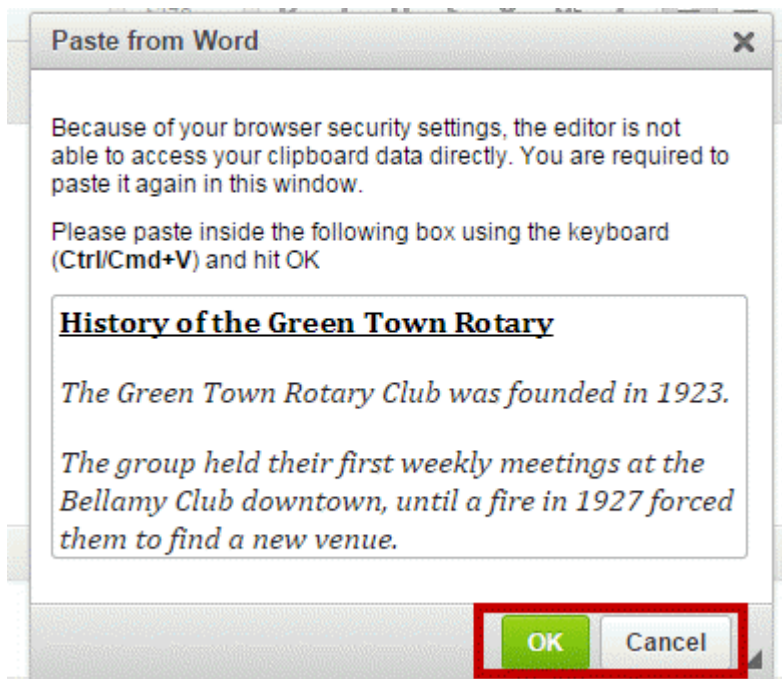 Paste from Word
Because of your browser security settings, the editor is not
able to access your clipboard data directly. You are required to
paste it again in this window.
Please paste inside the following box using the keyboard
(Ctrl/Cmd+V) and hit OK
History of the Green Town Rotary
The Green Town Rotary Club was founded in 1923.
The group held their first weekly meetings at the
Bellamy Club downtown, until a fire in 1927 forced
them to find a new venue.
OK Cancel